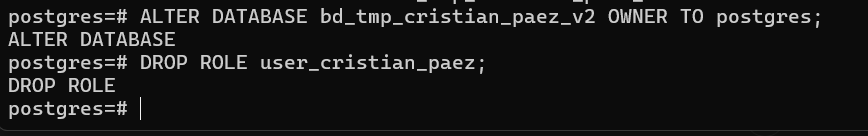 postgres=# ALTER DATABASE bd_tmp_cristian_paez_v2 OWNER TO postgres;
ALTER DATABASE
postgres=# DROP ROLE user_cristian_paez;
DROP ROLE
postgres=#